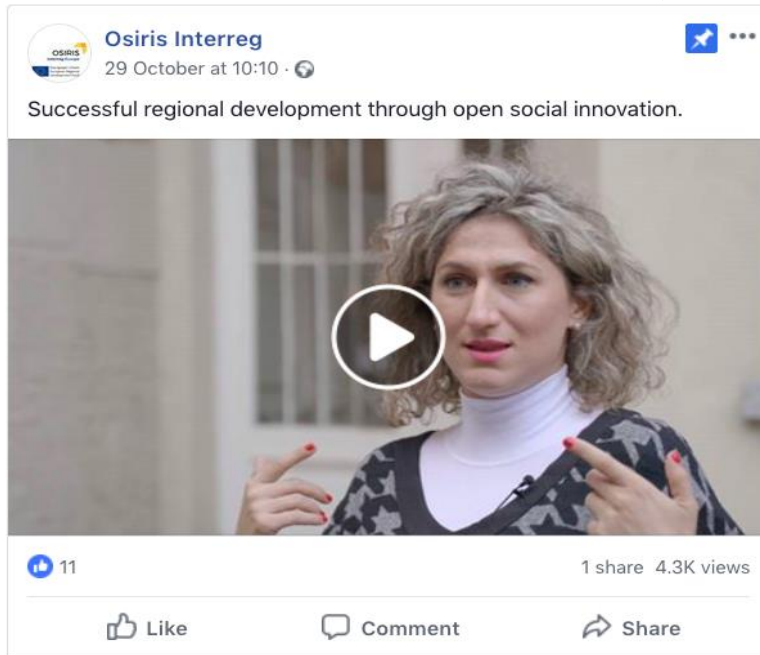 OSIRIS
Osiris Interreg
29 October at 10:10 ·
Successful regional development through open social innovation.
11
1 share 4.3K views
Like Comment Share